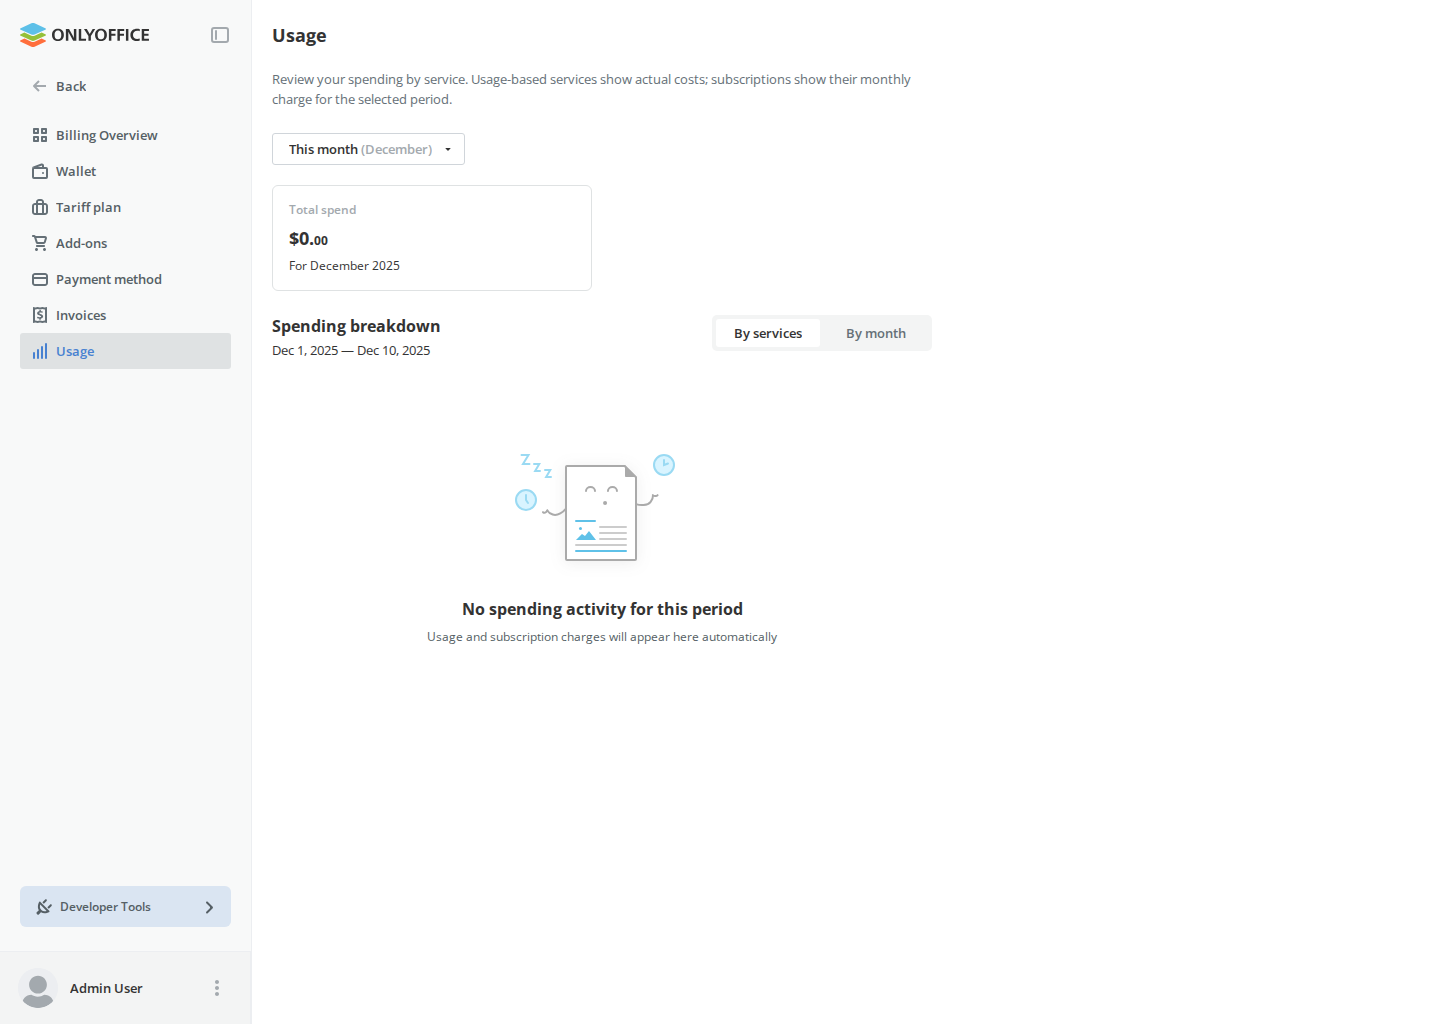 ONLYOFFICE
Back
Billing Overview
Wallet
Tariff plan
Add-ons
Payment method
Invoices
Usage
Developer Tools
Admin User
Usage
Review your spending by service. Usage-based services show actual costs; subscriptions show their monthly
charge for the selected period.
This month (December)
Total spend
$0.00
For December 2025
Spending breakdown
Dec 1, 2025 — Dec 10, 2025
By services
By month
Z z z
No spending activity for this period
Usage and subscription charges will appear here automatically